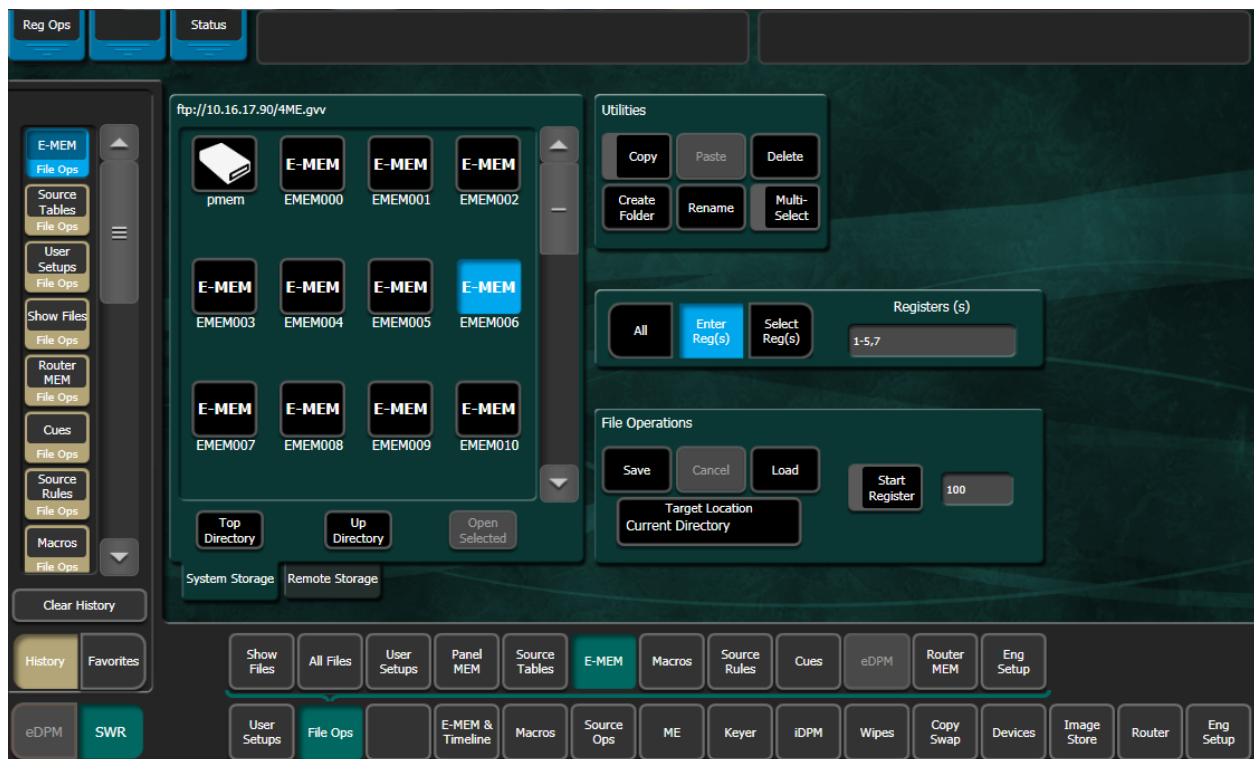 Reg Ops
Status
E-MEM
File Ops
Source
Tables
File Ops
User
Setups
File Ops
Show Files
File Ops
Router
MEM
File Ops
Cues
File Ops
Source
Rules
File Ops
Macros
File Ops
Clear History
History
Favorites
eDPM
SWR
ftp://10.16.17.90/4ME.gvv
E-MEM
E-MEM
E-MEM
pmem
EMEM000
EMEM001
EMEM002
E-MEM
E-MEM
E-MEM
E-MEM
EMEM003
EMEM004
EMEM005
EMEM006
E-MEM
E-MEM
E-MEM
E-MEM
EMEM007
EMEM008
EMEM009
EMEM010
Top
Directory
Up
Directory
Open
Selected
System Storage
Remote Storage
Utilities
Copy
Paste
Delete
Create
Folder
Rename
Multi-
Select
All
Enter
Reg(s)
Select
Reg(s)
Registers (s)
1-5,7
File Operations
Save
Cancel
Load
Target Location
Current Directory
Start
Register
100
Show
Files
All Files
User
Setups
Panel
MEM
Source
Tables
E-MEM
Macros
Source
Rules
Cues
eDPM
Router
MEM
Eng
Setup
User
Setups
File Ops
E-MEM &
Timeline
Macros
Source
Ops
ME
Keyer
iDPM
Wipes
Copy
Swap
Devices
Image
Store
Router
Eng
Setup